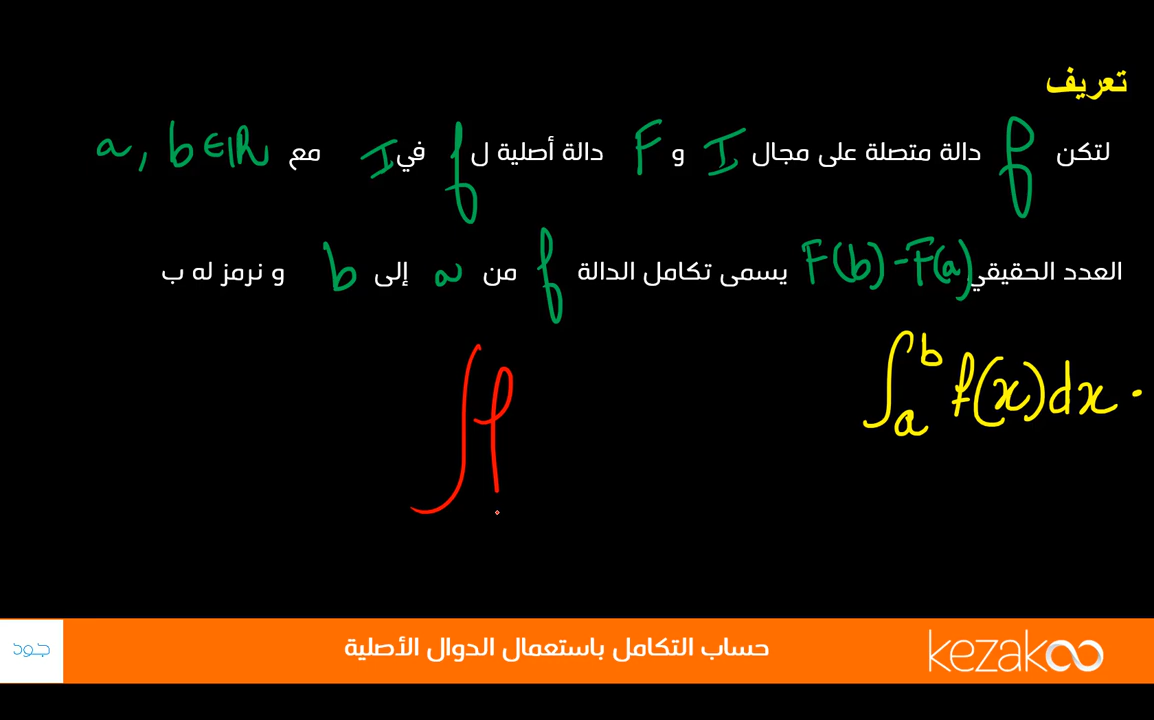 تعريف
لتكن f دالة متصلة على مجال I و F دالة أصلية ل f في I مع a, b ∈ ℝ
العدد الحقيقي F(b) - F(a) يسمى تكامل الدالة f من a إلى b و نرمز له ب
∫_a^b f(x)dx .
∫f
حساب التكامل باستعمال الدوال الأصلية
kezakoo
جود